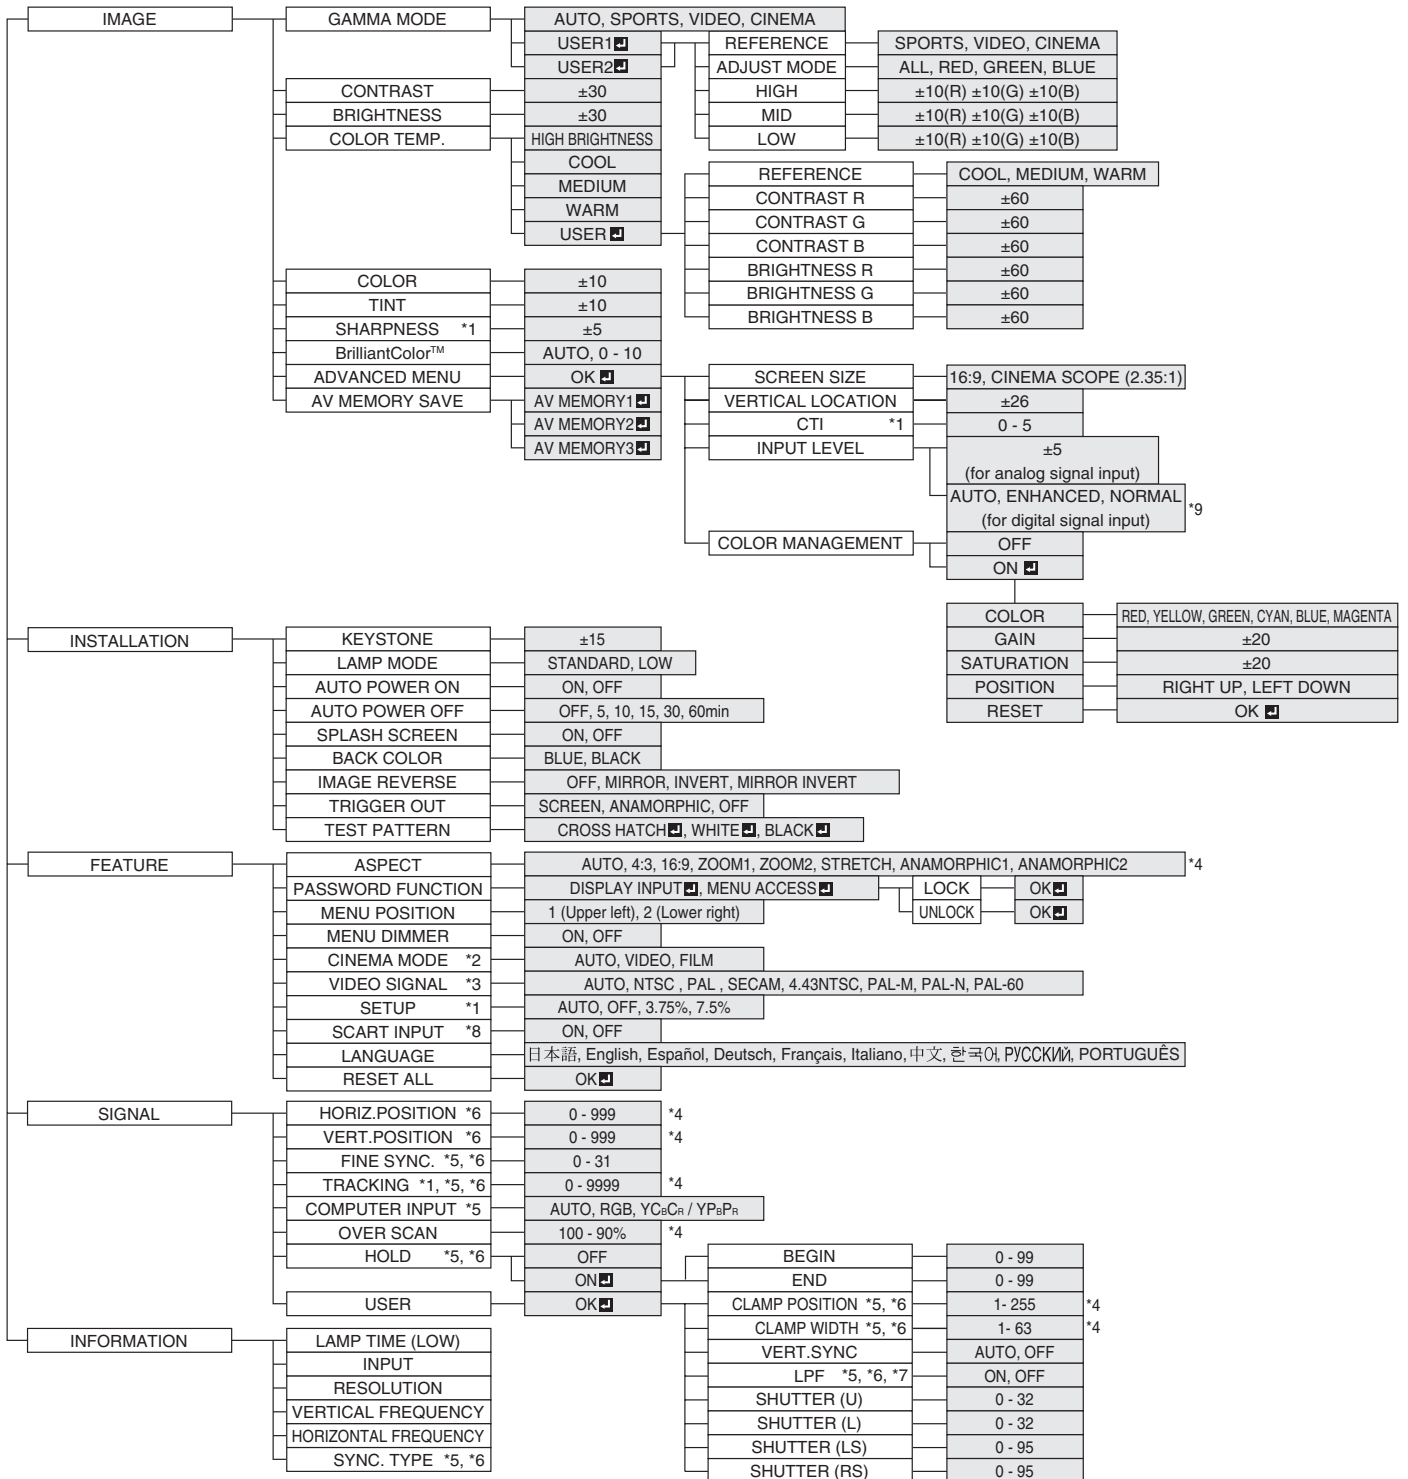 IMAGE GAMMA MODE AUTO, SPORTS, VIDEO, CINEMA
USER1 REFERENCE SPORTS, VIDEO, CINEMA
USER2 ADJUST MODE ALL, RED, GREEN, BLUE
CONTRAST ±30 HIGH ±10(R) ±10(G) ±10(B)
BRIGHTNESS ±30 MID ±10(R) ±10(G) ±10(B)
COLOR TEMP. HIGH BRIGHTNESS LOW ±10(R) ±10(G) ±10(B)
COOL
REFERENCE COOL, MEDIUM, WARM
MEDIUM CONTRAST R ±60
WARM CONTRAST G ±60
USER CONTRAST B ±60
BRIGHTNESS R ±60
COLOR ±10 BRIGHTNESS G ±60
TINT ±10 BRIGHTNESS B ±60
SHARPNESS *1 ±5
BrilliantColor™ AUTO, 0 - 10
ADVANCED MENU OK SCREEN SIZE 16:9, CINEMA SCOPE (2.35:1)
AV MEMORY SAVE AV MEMORY1 VERTICAL LOCATION ±26
AV MEMORY2 CTI *1 0 - 5
AV MEMORY3 INPUT LEVEL ±5
(for analog signal input)
AUTO, ENHANCED, NORMAL
(for digital signal input) *9
COLOR MANAGEMENT OFF
ON
COLOR RED, YELLOW, GREEN, CYAN, BLUE, MAGENTA
GAIN ±20
SATURATION ±20
POSITION RIGHT UP, LEFT DOWN
RESET OK
INSTALLATION KEYSTONE ±15
LAMP MODE STANDARD, LOW
AUTO POWER ON ON, OFF
AUTO POWER OFF OFF, 5, 10, 15, 30, 60min
SPLASH SCREEN ON, OFF
BACK COLOR BLUE, BLACK
IMAGE REVERSE OFF, MIRROR, INVERT, MIRROR INVERT
TRIGGER OUT SCREEN, ANAMORPHIC, OFF
TEST PATTERN CROSS HATCH, WHITE, BLACK
FEATURE ASPECT AUTO, 4:3, 16:9, ZOOM1, ZOOM2, STRETCH, ANAMORPHIC1, ANAMORPHIC2 *4
PASSWORD FUNCTION DISPLAY INPUT, MENU ACCESS LOCK OK
MENU POSITION 1 (Upper left), 2 (Lower right) UNLOCK OK
MENU DIMMER ON, OFF
CINEMA MODE *2 AUTO, VIDEO, FILM
VIDEO SIGNAL *3 AUTO, NTSC , PAL , SECAM, 4.43NTSC, PAL-M, PAL-N, PAL-60
SETUP *1 AUTO, OFF, 3.75%, 7.5%
SCART INPUT *8 ON, OFF
LANGUAGE 日本語, English, Español, Deutsch, Français, Italiano, 中文, 한국어, РУССКИЙ, PORTUGUÊS
RESET ALL OK
SIGNAL HORIZ.POSITION *6 0 - 999 *4
VERT.POSITION *6 0 - 999 *4
FINE SYNC. *5, *6 0 - 31
TRACKING *1, *5, *6 0 - 9999 *4
COMPUTER INPUT *5 AUTO, RGB, YCBCR / YPBPR
OVER SCAN 100 - 90% *4
HOLD *5, *6 OFF BEGIN 0 - 99
ON END 0 - 99
USER OK CLAMP POSITION *5, *6 1- 255 *4
CLAMP WIDTH *5, *6 1- 63 *4
VERT.SYNC AUTO, OFF
LPF *5, *6, *7 ON, OFF
SHUTTER (U) 0 - 32
SHUTTER (L) 0 - 32
SHUTTER (LS) 0 - 95
SHUTTER (RS) 0 - 95
INFORMATION LAMP TIME (LOW)
INPUT
RESOLUTION
VERTICAL FREQUENCY
HORIZONTAL FREQUENCY
SYNC. TYPE *5, *6